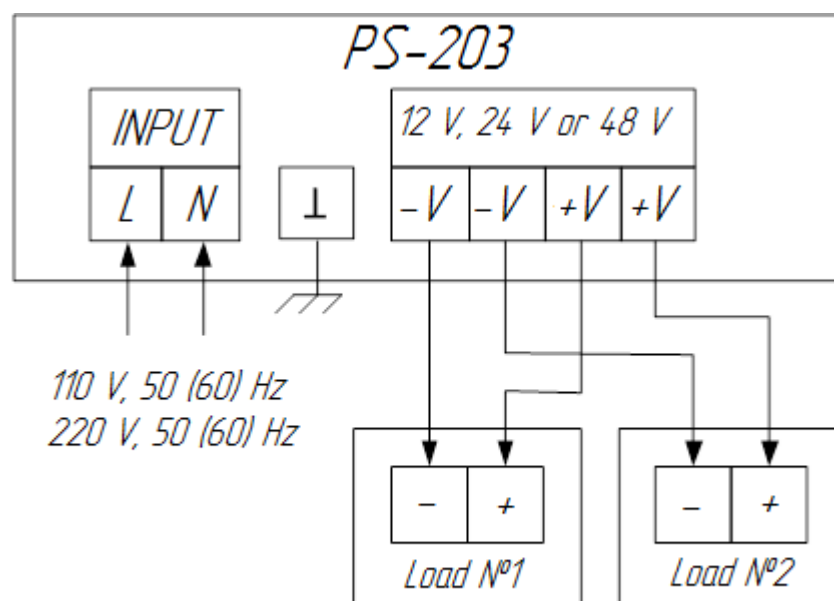 PS-203
INPUT
12 V, 24 V or 48 V
L N
-V -V +V +V
110 V, 50 (60) Hz
220 V, 50 (60) Hz
- +
- +
Load №1
Load №2